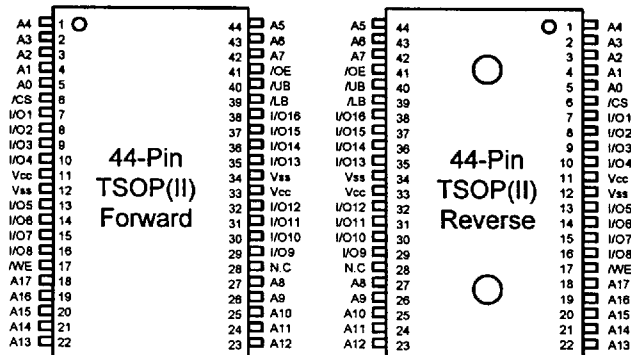 A4 1 44 A5 A5 44 1 A4
A3 2 43 A6 A6 43 2 A3
A2 3 42 A7 A7 42 3 A2
A1 4 41 /OE /OE 41 4 A1
A0 5 40 /UB /UB 40 5 A0
/CS 6 39 /LB /LB 39 6 /CS
I/O1 7 38 I/O16 I/O16 38 7 I/O1
I/O2 8 37 I/O15 I/O15 37 8 I/O2
I/O3 9 36 I/O14 I/O14 36 9 I/O3
I/O4 10 44-Pin 35 I/O13 I/O13 35 44-Pin 10 I/O4
Vcc 11 TSOP(II) 34 Vss Vss 34 TSOP(II) 11 Vcc
Vss 12 33 Vcc Vcc 33 12 Vss
I/O5 13 Forward 32 I/O12 I/O12 32 Reverse 13 I/O5
I/O6 14 31 I/O11 I/O11 31 14 I/O6
I/O7 15 30 I/O10 I/O10 30 15 I/O7
I/O8 16 29 I/O9 I/O9 29 16 I/O8
/WE 17 28 N.C N.C 28 17 /WE
A17 18 27 A8 A8 27 18 A17
A16 19 26 A9 A9 26 19 A16
A15 20 25 A10 A10 25 20 A15
A14 21 24 A11 A11 24 21 A14
A13 22 23 A12 A12 23 22 A13